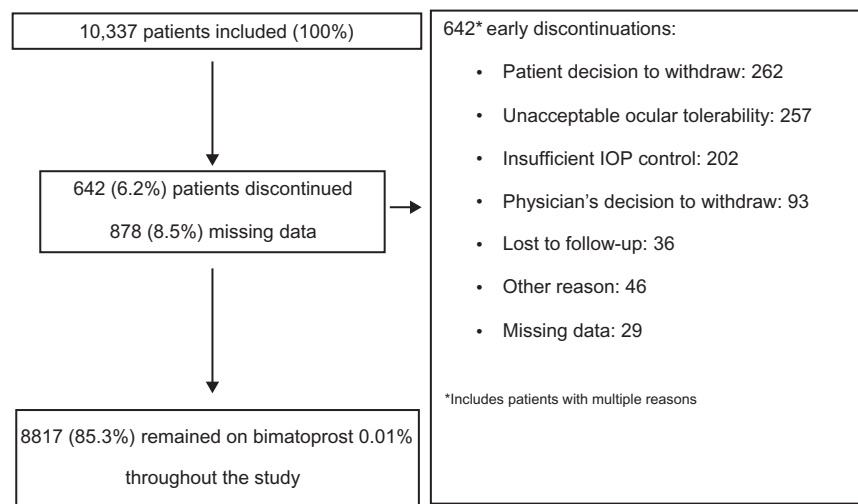 10,337 patients included (100%)
642 (6.2%) patients discontinued
878 (8.5%) missing data
8817 (85.3%) remained on bimatoprost 0.01%
throughout the study
642* early discontinuations:
• Patient decision to withdraw: 262
• Unacceptable ocular tolerability: 257
• Insufficient IOP control: 202
• Physician’s decision to withdraw: 93
• Lost to follow-up: 36
• Other reason: 46
• Missing data: 29
*Includes patients with multiple reasons